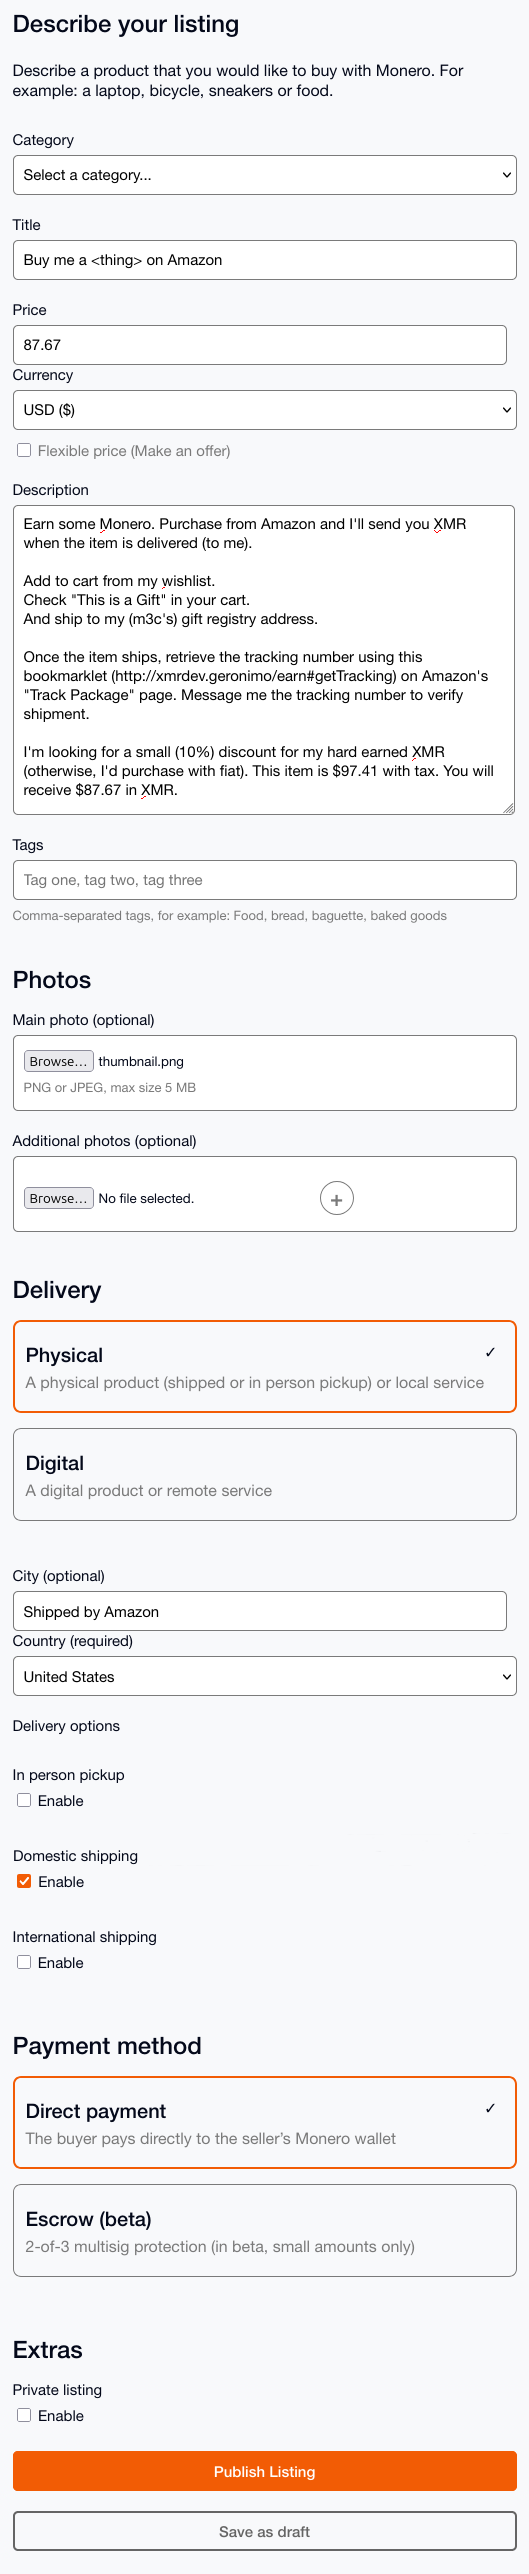 Describe your listing
Describe a product that you would like to buy with Monero. For
example: a laptop, bicycle, sneakers or food.
Category
Select a category...
Title
Buy me a <thing> on Amazon
Price
87.67
Currency
USD ($)
Flexible price (Make an offer)
Description
Earn some Monero. Purchase from Amazon and I'll send you XMR
when the item is delivered (to me).
Add to cart from my wishlist.
Check "This is a Gift" in your cart.
And ship to my (m3c's) gift registry address.
Once the item ships, retrieve the tracking number using this
bookmarklet (http://xmrdev.geronimo/earn#getTracking) on Amazon's
"Track Package" page. Message me the tracking number to verify
shipment.
I'm looking for a small (10%) discount for my hard earned XMR
(otherwise, I'd purchase with fiat). This item is $97.41 with tax. You will
receive $87.67 in XMR.
Tags
Tag one, tag two, tag three
Comma-separated tags, for example: Food, bread, baguette, baked goods
Photos
Main photo (optional)
Browse... thumbnail.png
PNG or JPEG, max size 5 MB
Additional photos (optional)
Browse... No file selected.
+
Delivery
Physical ✓
A physical product (shipped or in person pickup) or local service
Digital
A digital product or remote service
City (optional)
Shipped by Amazon
Country (required)
United States
Delivery options
In person pickup
Enable
Domestic shipping
Enable
International shipping
Enable
Payment method
Direct payment ✓
The buyer pays directly to the seller’s Monero wallet
Escrow (beta)
2-of-3 multisig protection (in beta, small amounts only)
Extras
Private listing
Enable
Publish Listing
Save as draft